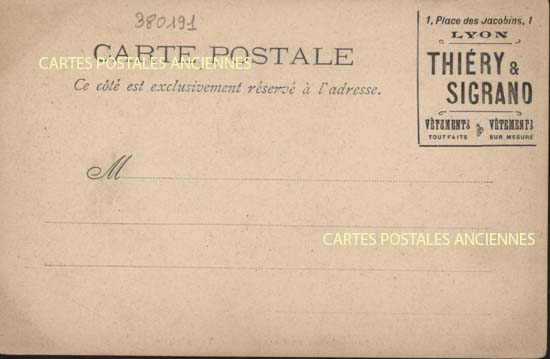 380191
CARTE POSTALE
CARTES POSTALES ANCIENNES
Ce côté est exclusivement réservé à l'adresse.
1, Place des Jacobins, 1
LYON
THIÉRY &
SIGRAND
VÊTEMENTS VÊTEMENTS
TOUT FAITS SUR MESURE
M
CARTES POSTALES ANCIENNES